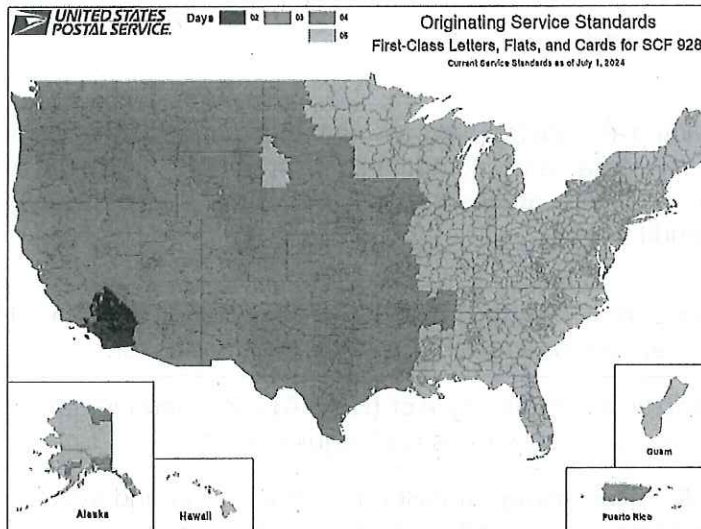 UNITED STATES
POSTAL SERVICE.
Days 02 03 04
05
Originating Service Standards
First-Class Letters, Flats, and Cards for SCF 928
Current Service Standards as of July 1, 2024
Alaska
Hawaii
Guam
Puerto Rico